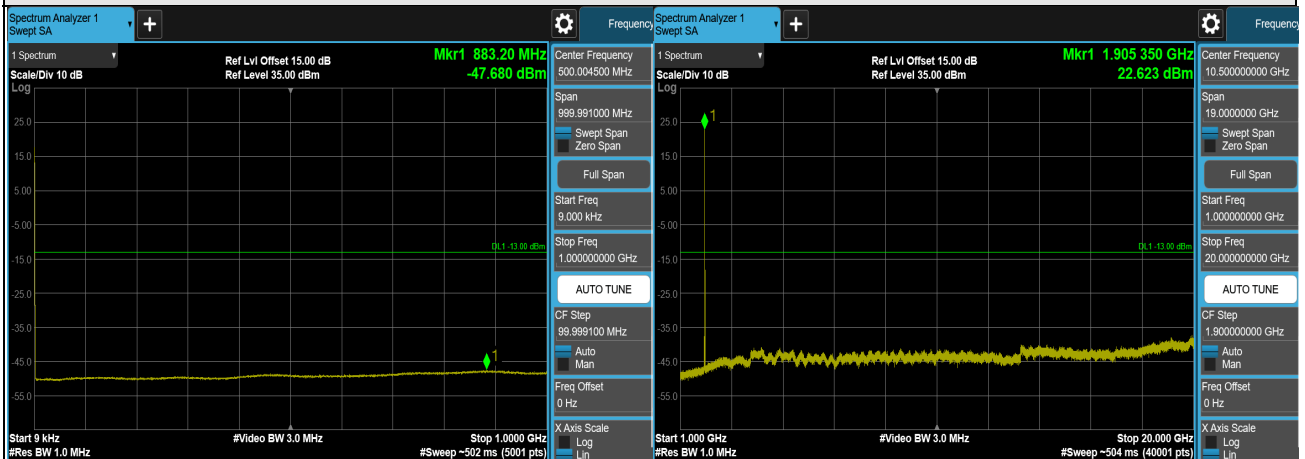 Spectrum Analyzer 1
Swept SA
+
Frequency
1 Spectrum
Scale/Div 10 dB
Log
Ref Lvl Offset 15.00 dB
Ref Level 35.00 dBm
Mkr1 883.20 MHz
-47.680 dBm
25.0
15.0
5.00
-5.00
-15.0
-25.0
-35.0
-45.0
-55.0
DL1 -13.00 dBm
1
Start 9 kHz
#Res BW 1.0 MHz
#Video BW 3.0 MHz
Stop 1.0000 GHz
#Sweep ~502 ms (5001 pts)
Center Frequency
500.004500 MHz
Span
999.991000 MHz
Swept Span
Zero Span
Full Span
Start Freq
9.000 kHz
Stop Freq
1.000000000 GHz
AUTO TUNE
CF Step
99.999100 MHz
Auto
Man
Freq Offset
0 Hz
X Axis Scale
Log
Lin
Spectrum Analyzer 1
Swept SA
+
Frequency
1 Spectrum
Scale/Div 10 dB
Log
Ref Lvl Offset 15.00 dB
Ref Level 35.00 dBm
Mkr1 1.905 350 GHz
22.623 dBm
25.0
15.0
5.00
-5.00
-15.0
-25.0
-35.0
-45.0
-55.0
DL1 -13.00 dBm
1
Start 1.000 GHz
#Res BW 1.0 MHz
#Video BW 3.0 MHz
Stop 20.000 GHz
#Sweep ~504 ms (40001 pts)
Center Frequency
10.500000000 GHz
Span
19.0000000 GHz
Swept Span
Zero Span
Full Span
Start Freq
1.000000000 GHz
Stop Freq
20.000000000 GHz
AUTO TUNE
CF Step
1.900000000 GHz
Auto
Man
Freq Offset
0 Hz
X Axis Scale
Log
Lin